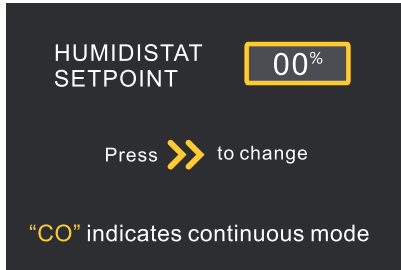 HUMIDISTAT
SETPOINT
00%
Press >> to change
“CO” indicates continuous mode